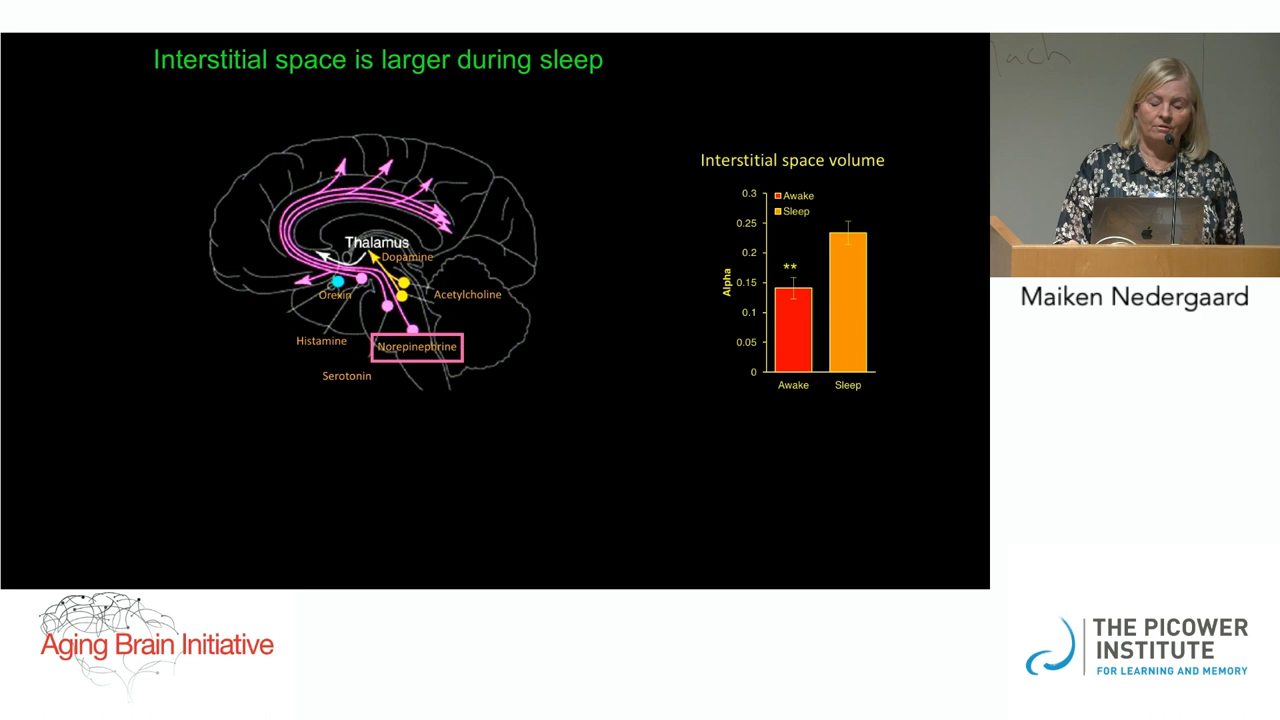 Interstitial space is larger during sleep
Thalamus
Dopamine
Orexin
Acetylcholine
Histamine
Norepinephrine
Serotonin
Interstitial space volume
0.3
0.25
0.2
0.15
0.1
0.05
0
Alpha
Awake
Sleep
**
Awake
Sleep
Maiken Nedergaard
Aging Brain Initiative
THE PICOWER
INSTITUTE
FOR LEARNING AND MEMORY